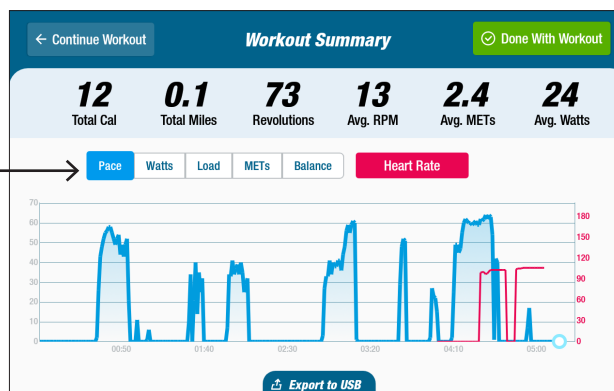 Continue Workout
Workout Summary
Done With Workout
12 0.1 73 13 2.4 24
Total Cal Total Miles Revolutions Avg. RPM Avg. METs Avg. Watts
Pace Watts Load METs Balance Heart Rate
70
60
50
40
30
20
10
0
180
150
120
90
60
30
0
00:50 01:40 02:30 03:20 04:10 05:00
Export to USB